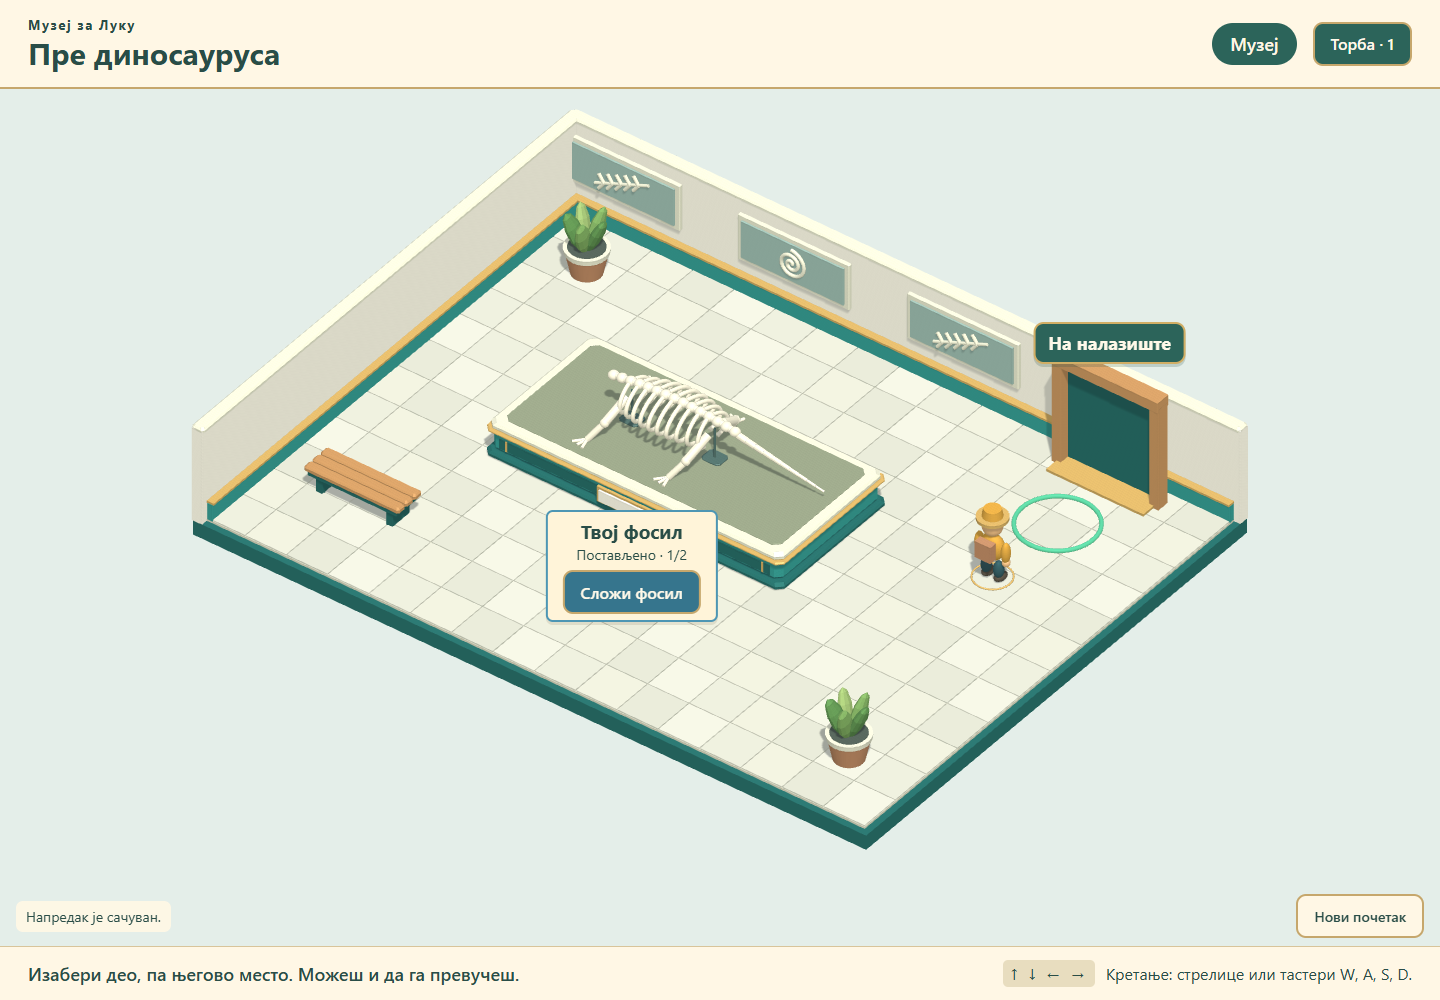 Музеј за Луку
Пре диносауруса
Музеј
Торба · 1
На налазиште
Твој фосил
Постављено · 1/2
Сложи фосил
Напредак је сачуван.
Нови почетак
Изабери део, па његово место. Можеш и да га превучеш.
↑ ↓ ← → Кретање: стрелице или тастери W, A, S, D.